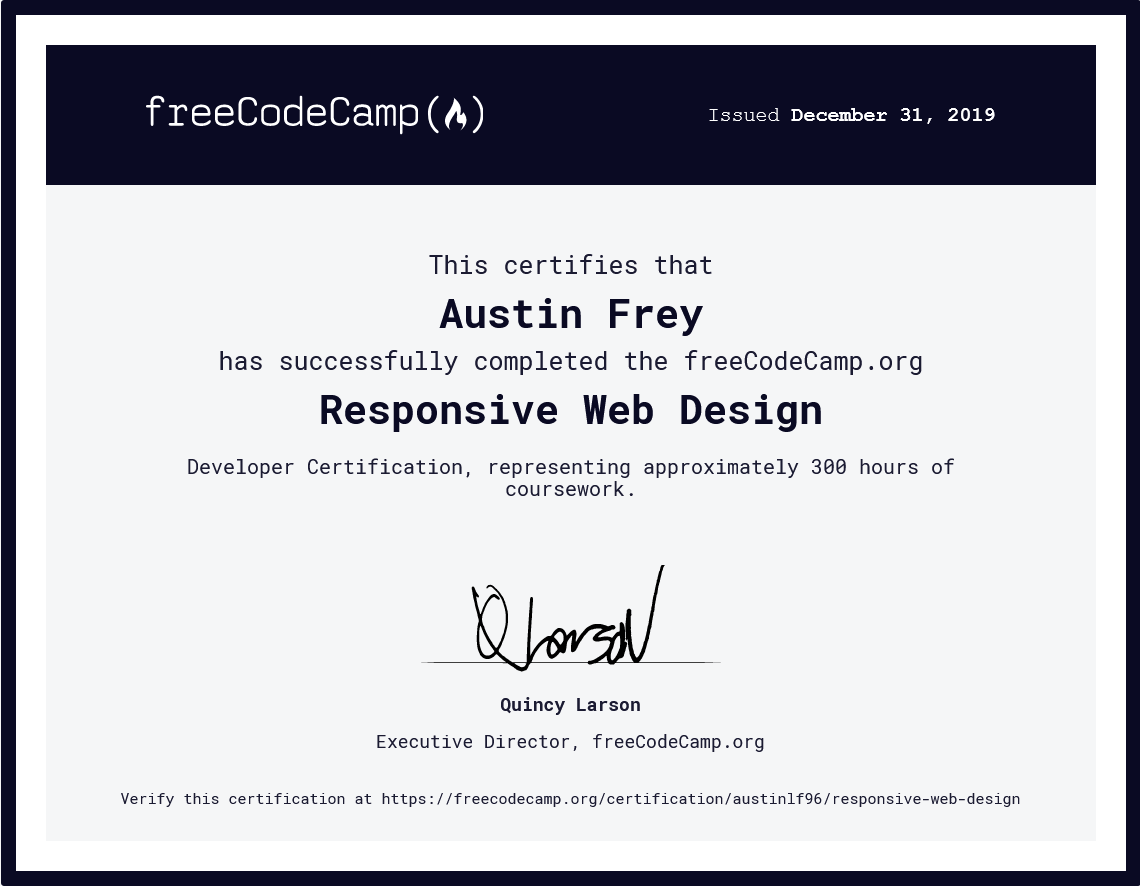 freeCodeCamp(🔥)
Issued December 31, 2019
This certifies that
Austin Frey
has successfully completed the freeCodeCamp.org
Responsive Web Design
Developer Certification, representing approximately 300 hours of
coursework.
Q Larson
Quincy Larson
Executive Director, freeCodeCamp.org
Verify this certification at https://freecodecamp.org/certification/austinlf96/responsive-web-design